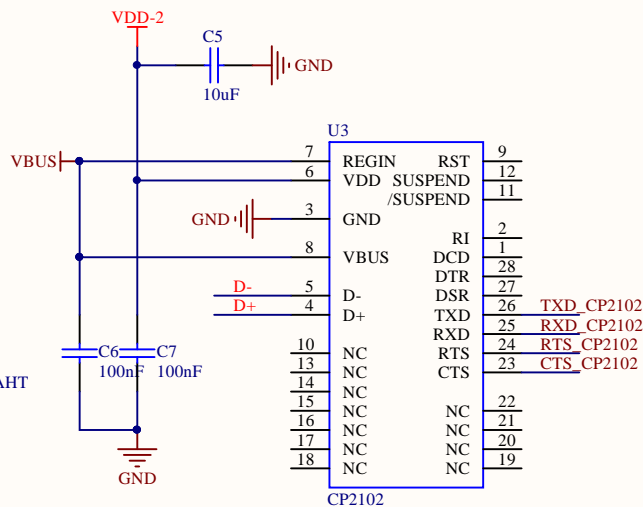 VDD-2
C5
GND
10uF
U3
VBUS
7 REGIN RST 9
6 VDD SUSPEND 12
/SUSPEND 11
GND 3 GND
RI 2
8 VBUS DCD 1
DTR 28
D- 5 D- DSR 27
D+ 4 D+ TXD 26 TXD_CP2102
RXD 25 RXD_CP2102
C6 C7 10 NC RTS 24 RTS_CP2102
100nF 100nF 13 NC CTS 23 CTS_CP2102
AHT
14 NC
15 NC NC 22
16 NC NC 21
17 NC NC 20
18 NC NC 19
GND
CP2102